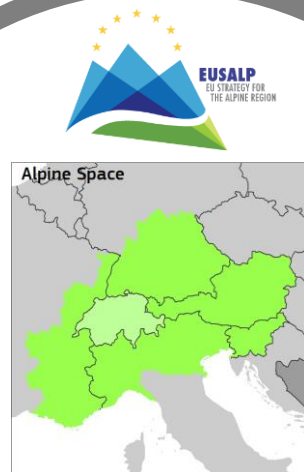 EUSALP
EU STRATEGY FOR
THE ALPINE REGION
Alpine Space